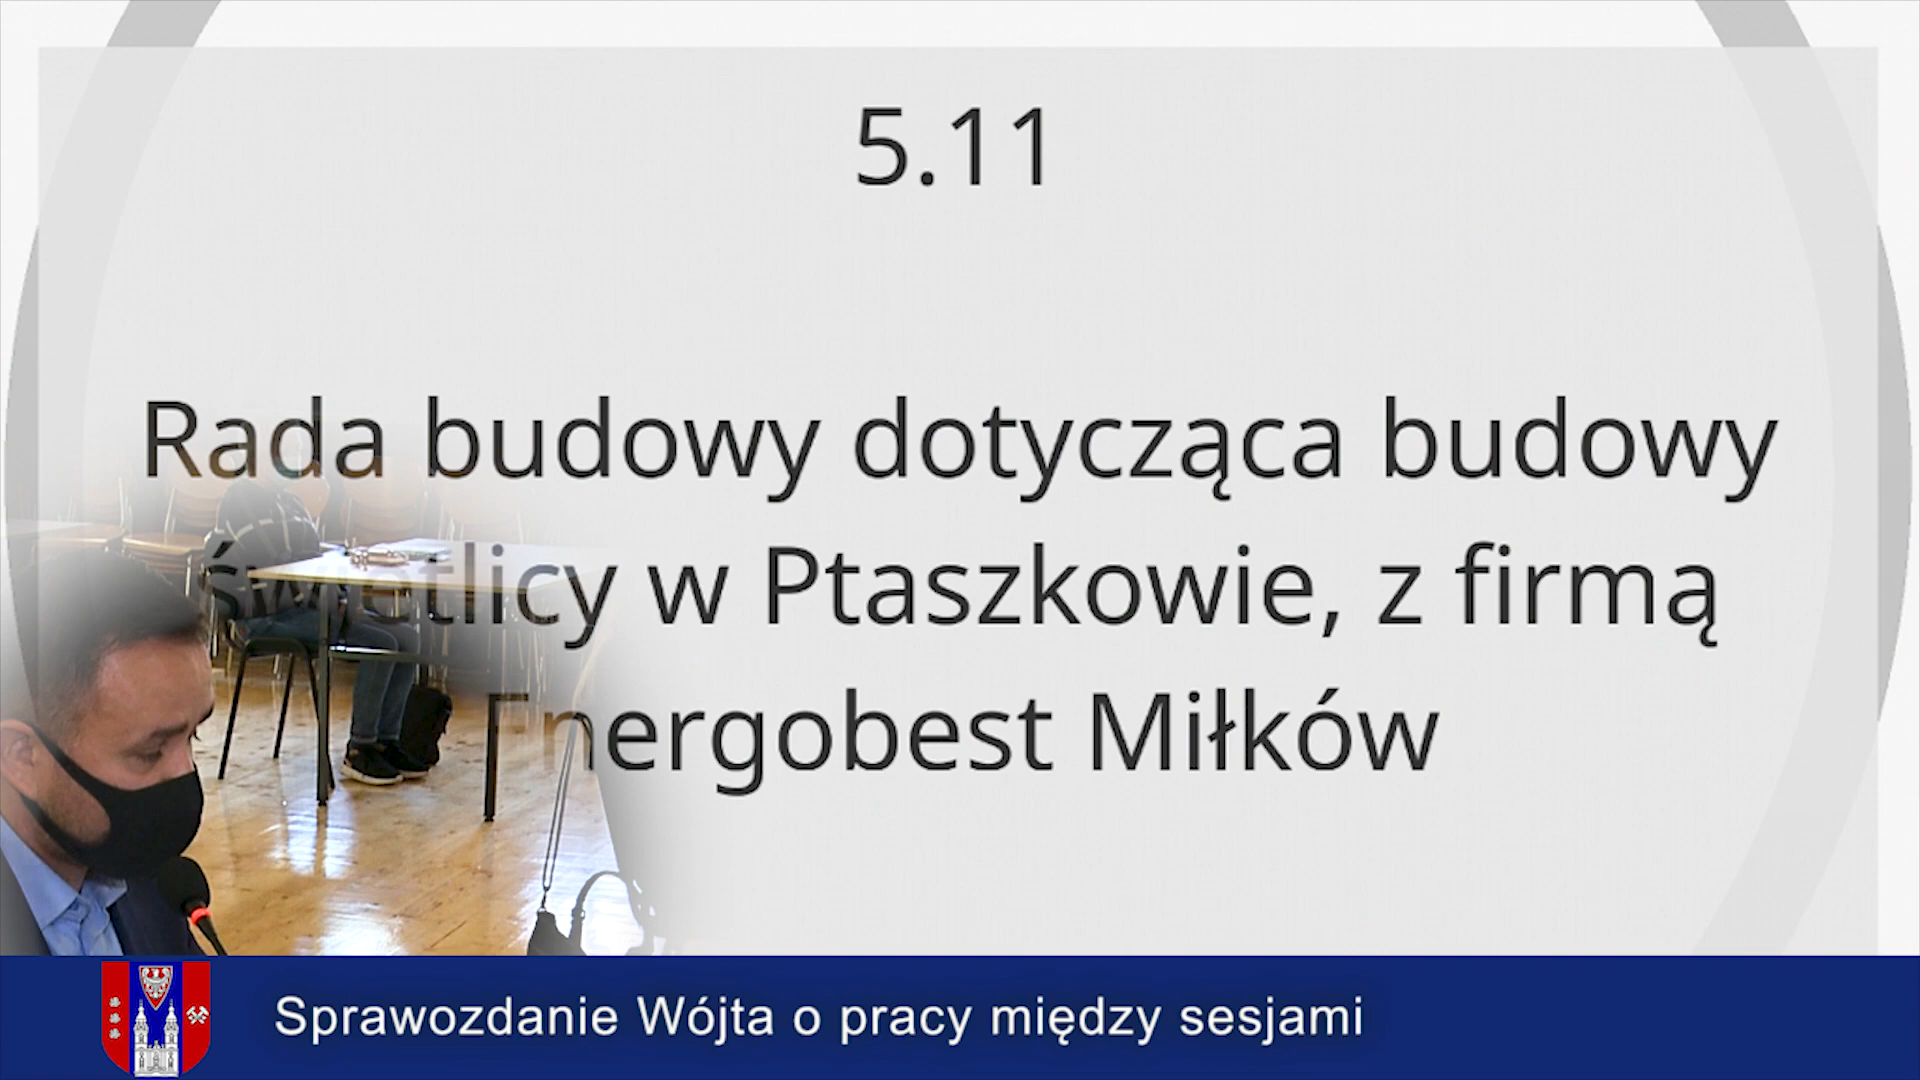 5.11
Rada budowy dotycząca budowy
świetlicy w Ptaszkowie, z firmą
Energobest Miłków
Sprawozdanie Wójta o pracy między sesjami